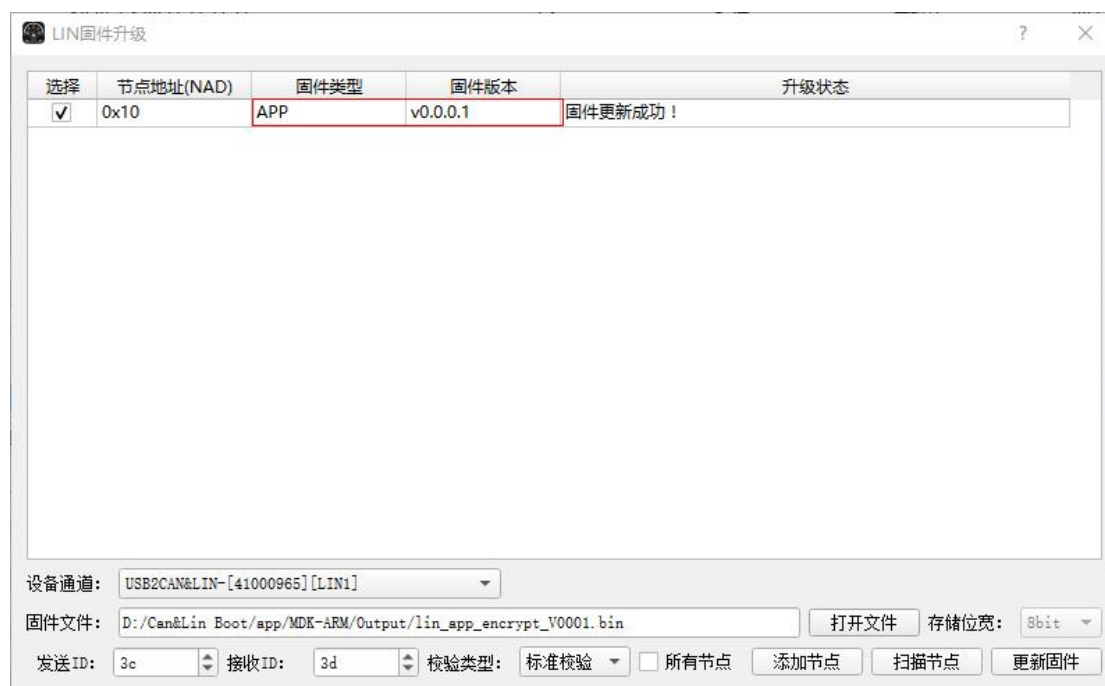 LIN固件升级 ? ×
选择 节点地址(NAD) 固件类型 固件版本 升级状态
0x10 APP v0.0.0.1 固件更新成功！
设备通道： USB2CAN&LIN-[41000965][LIN1]
固件文件： D:/Can&Lin Boot/app/MDK-ARM/Output/lin_app_encrypt_V0001.bin 打开文件 存储位宽： 8bit
发送ID： 3c 接收ID： 3d 校验类型： 标准校验 所有节点 添加节点 扫描节点 更新固件